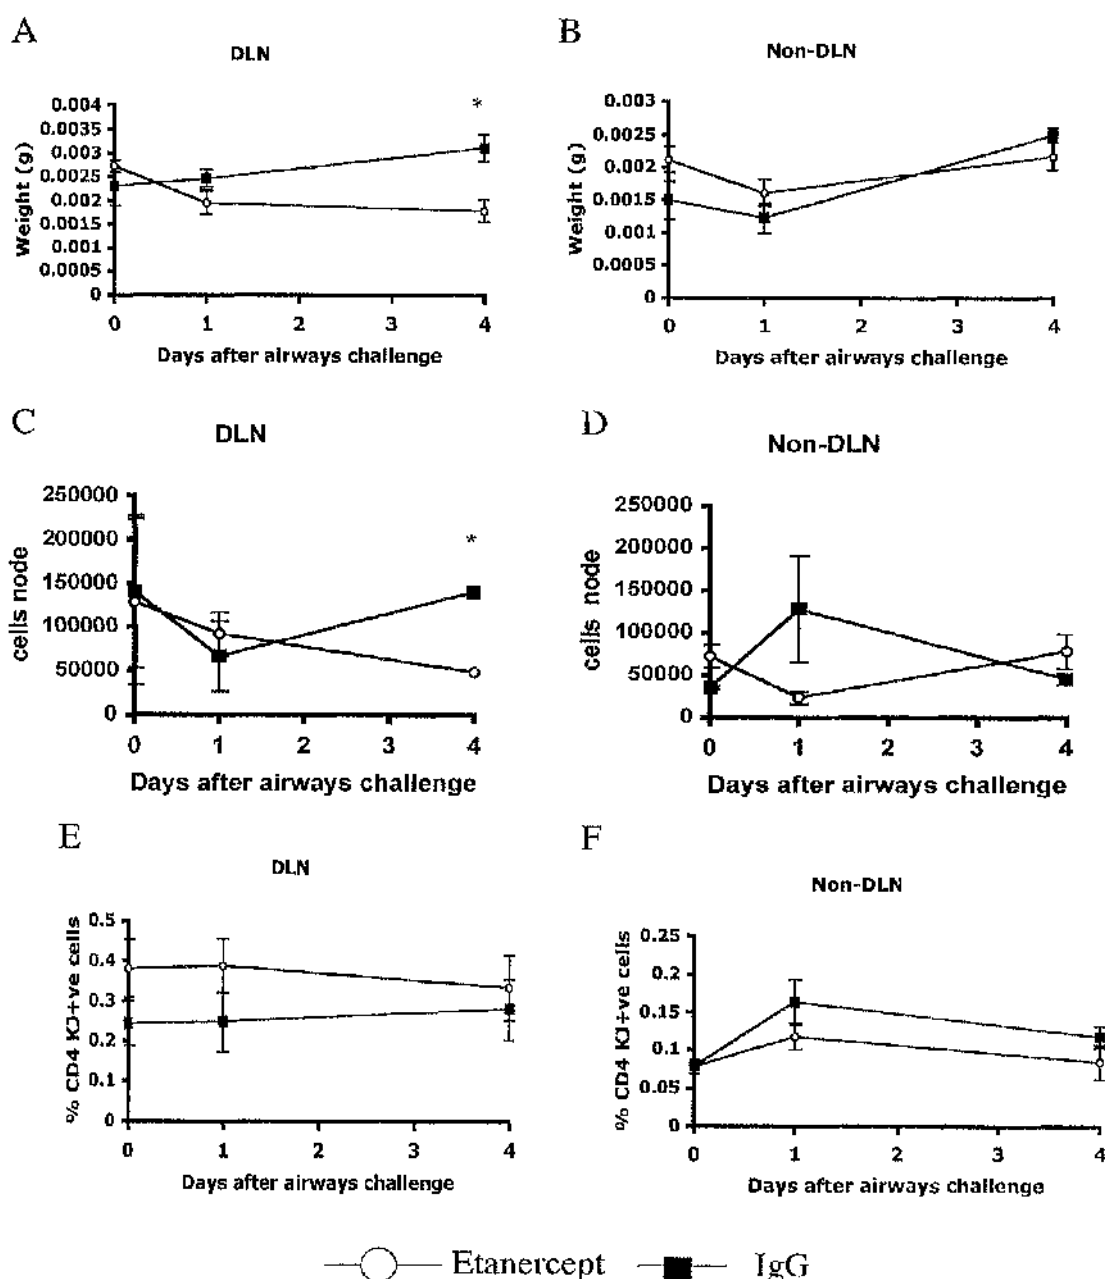 A
DLN
Weight (g)
0.004
0.0035
0.003
0.0025
0.002
0.0015
0.001
0.0005
0
0 1 2 3 4
*
Days after airways challenge
B
Non-DLN
Weight (g)
0.003
0.0025
0.002
0.0015
0.001
0.0005
0
0 1 2 3 4
Days after airways challenge
C
DLN
cells node
250000
200000
150000
100000
50000
0
0 1 2 3 4
*
Days after airways challenge
D
Non-DLN
cells node
250000
200000
150000
100000
50000
0
0 1 2 3 4
Days after airways challenge
E
DLN
% CD4 KJ+ve cells
0.5
0.4
0.3
0.2
0.1
0
0 1 2 3 4
Days after airways challenge
F
Non-DLN
% CD4 KJ+ve cells
0.25
0.2
0.15
0.1
0.05
0
0 1 2 3 4
Days after airways challenge
Etanercept IgG